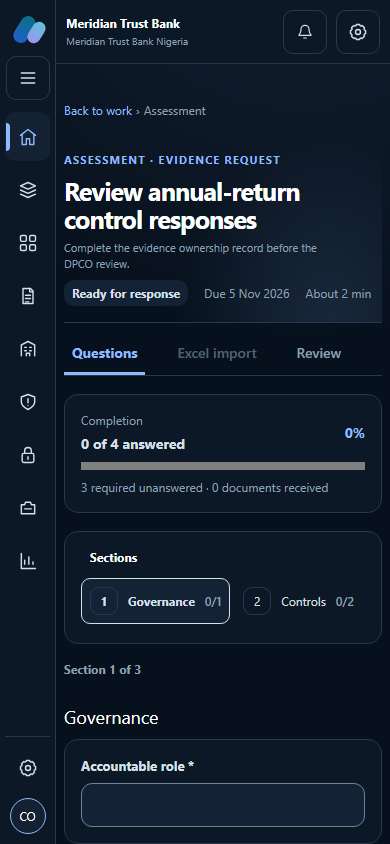 Meridian Trust Bank
Meridian Trust Bank Nigeria
Back to work › Assessment
ASSESSMENT · EVIDENCE REQUEST
Review annual-return
control responses
Complete the evidence ownership record before the
DPCO review.
Ready for response Due 5 Nov 2026 About 2 min
Questions Excel import Review
Completion
0 of 4 answered 0%
3 required unanswered · 0 documents received
Sections
1 Governance 0/1 2 Controls 0/2
Section 1 of 3
Governance
Accountable role *
CO